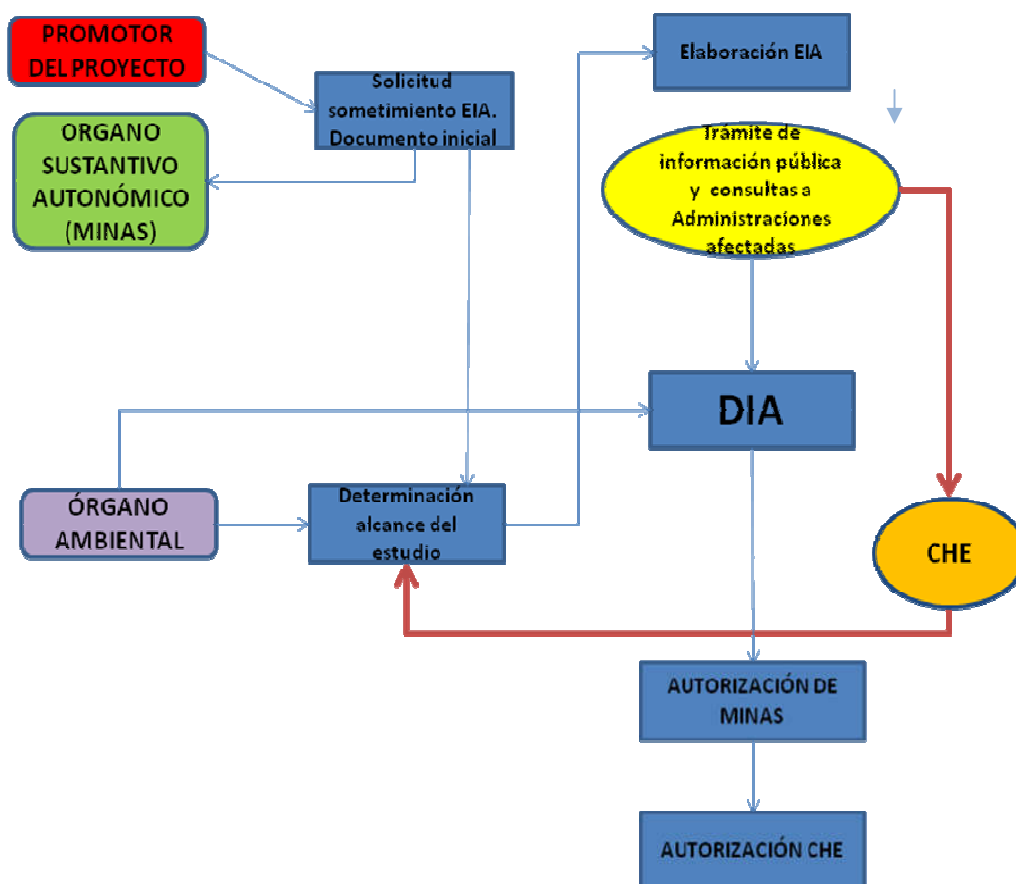 PROMOTOR
DEL PROYECTO
Solicitud
sometimiento EIA.
Documento inicial
Elaboración EIA
ORGANO
SUSTANTIVO
AUTONÓMICO
(MINAS)
Trámite de
información pública
y consultas a
Administraciones
afectadas
DIA
ÓRGANO
AMBIENTAL
Determinación
alcance del
estudio
CHE
AUTORIZACIÓN DE
MINAS
AUTORIZACIÓN CHE